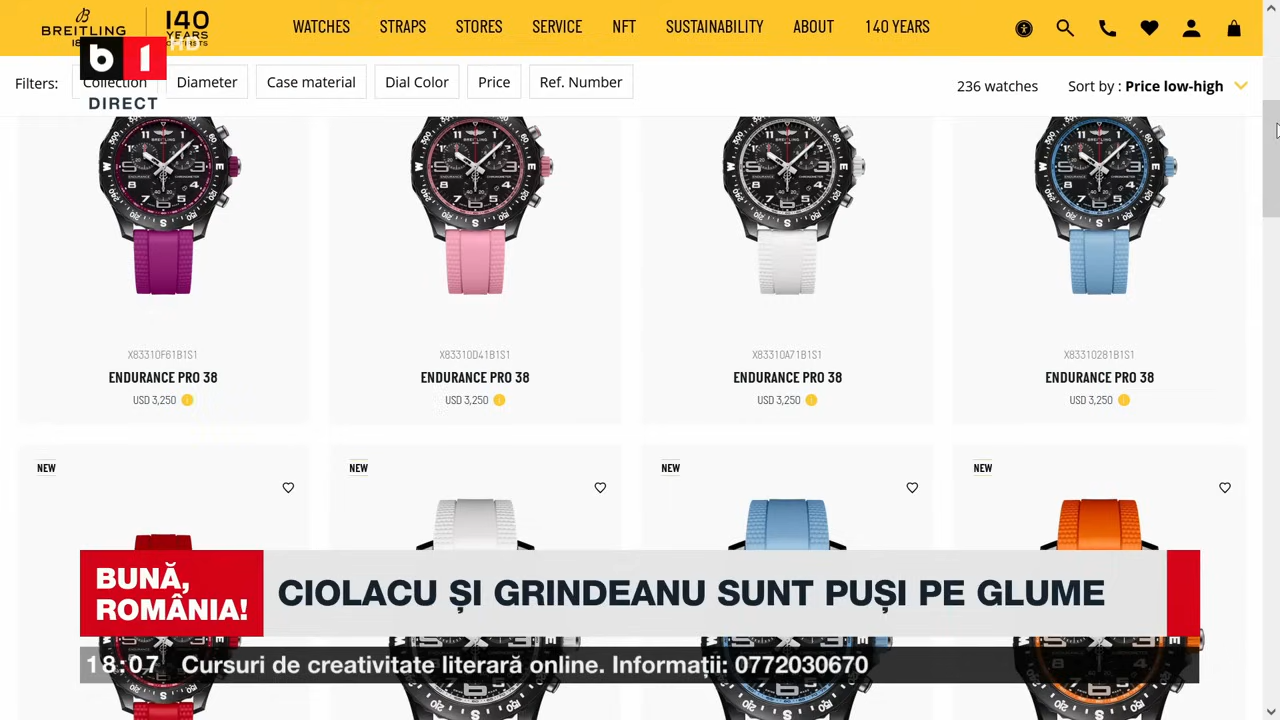 BREITLING
140
YEARS
WATCHES STRAPS STORES SERVICE NFT SUSTAINABILITY ABOUT 140 YEARS
b1
HD
DIRECT
Filters: Collection Diameter Case material Dial Color Price Ref. Number
236 watches Sort by : Price low-high
X83310F61B1S1 X83310D41B1S1 X83310A71B1S1 X83310281B1S1
ENDURANCE PRO 38 ENDURANCE PRO 38 ENDURANCE PRO 38 ENDURANCE PRO 38
USD 3,250 USD 3,250 USD 3,250 USD 3,250
NEW NEW NEW NEW
BUNĂ,
ROMÂNIA!
CIOLACU ȘI GRINDEANU SUNT PUȘI PE GLUME
18:07 Cursuri de creativitate literară online. Informații: 0772030670